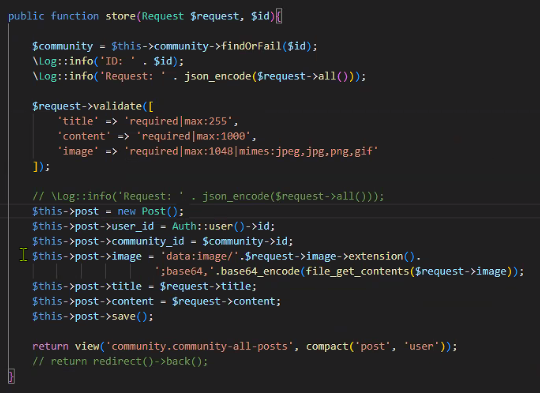 public function store(Request $request, $id){
$community = $this->community->findOrFail($id);
\Log::info('ID: ' . $id);
\Log::info('Request: ' . json_encode($request->all()));
$request->validate([
'title' => 'required|max:255',
'content' => 'required|max:1000',
'image' => 'required|max:1048|mimes:jpeg,jpg,png,gif'
]);
// \Log::info('Request: ' . json_encode($request->all()));
$this->post = new Post();
$this->post->user_id = Auth::user()->id;
$this->post->community_id = $community->id;
$this->post->image = 'data:image/'.$request->image->extension().
';base64,'.base64_encode(file_get_contents($request->image));
$this->post->title = $request->title;
$this->post->content = $request->content;
$this->post->save();
return view('community.community-all-posts', compact('post', 'user'));
// return redirect()->back();
}